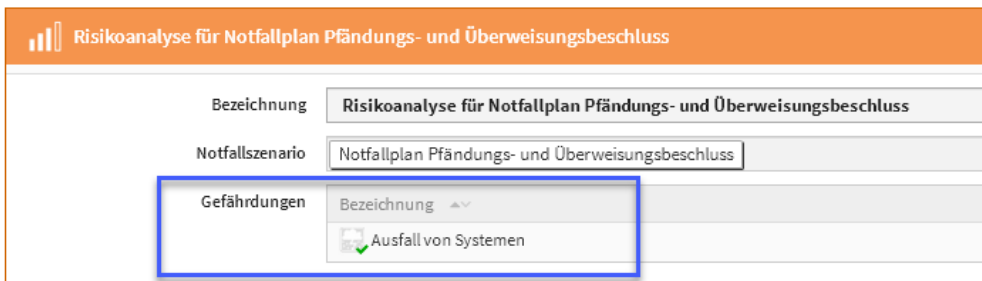 Risikoanalyse für Notfallplan Pfändungs- und Überweisungsbeschluss
Bezeichnung Risikoanalyse für Notfallplan Pfändungs- und Überweisungsbeschluss
Notfallszenario Notfallplan Pfändungs- und Überweisungsbeschluss
Gefährdungen Bezeichnung
Ausfall von Systemen